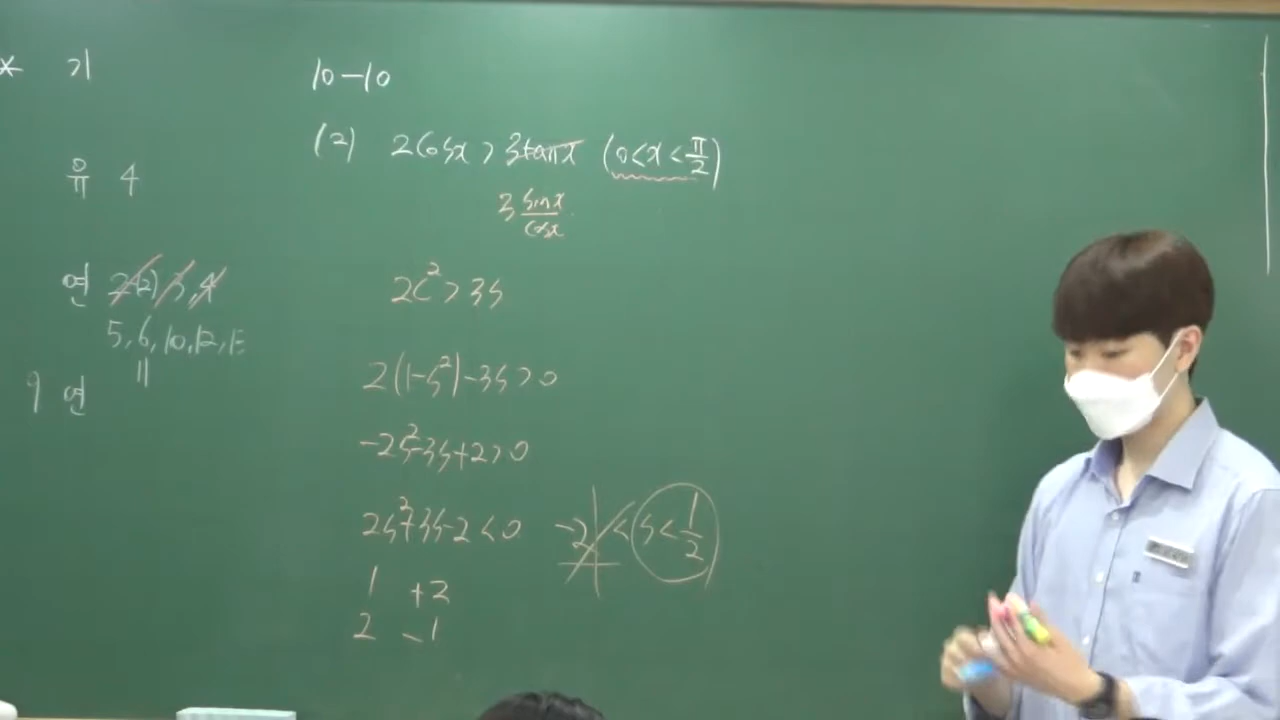 * 기
유 4
연 2(2), 3, 4
5, 6, 10, 12, 13
11
9 연
10-10
(2) 2cosx > 3tanx (0<x<π/2)
3 sinx/cosx
2c² > 3s
2(1-s²)-3s>0
-2s²-3s+2>0
2s²+3s-2<0 -2<s<1/2
1 +2
2 -1